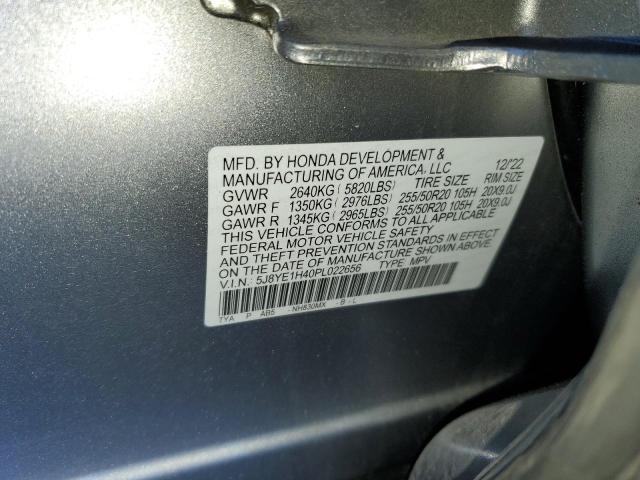 MFD. BY HONDA DEVELOPMENT &
MANUFACTURING OF AMERICA, LLC 12/22
GVWR 2640KG ( 5820LBS) TIRE SIZE RIM SIZE
GAWR F 1350KG ( 2976LBS) 255/50R20 105H 20X9.0J
GAWR R 1345KG ( 2965LBS) 255/50R20 105H 20X9.0J
THIS VEHICLE CONFORMS TO ALL APPLICABLE
FEDERAL MOTOR VEHICLE SAFETY
AND THEFT PREVENTION STANDARDS IN EFFECT
ON THE DATE OF MANUFACTURE SHOWN ABOVE.
V.I.N.: 5J8YE1H40PL022656 TYPE: MPV
TYA P AB5 - NH830MX - B - L